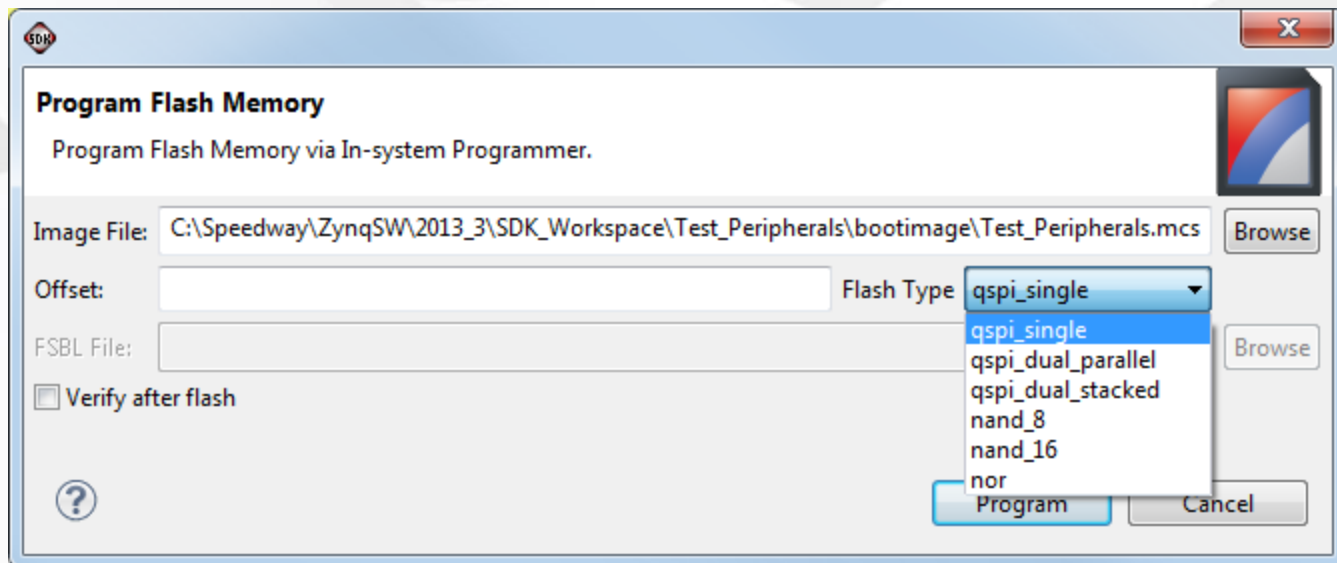 SDK
Program Flash Memory
Program Flash Memory via In-system Programmer.
Image File: C:\Speedway\ZynqSW\2013_3\SDK_Workspace\Test_Peripherals\bootimage\Test_Peripherals.mcs Browse
Offset: Flash Type qspi_single
qspi_single
FSBL File: Browse
qspi_dual_parallel
qspi_dual_stacked
Verify after flash
nand_8
nand_16
nor
? Program Cancel